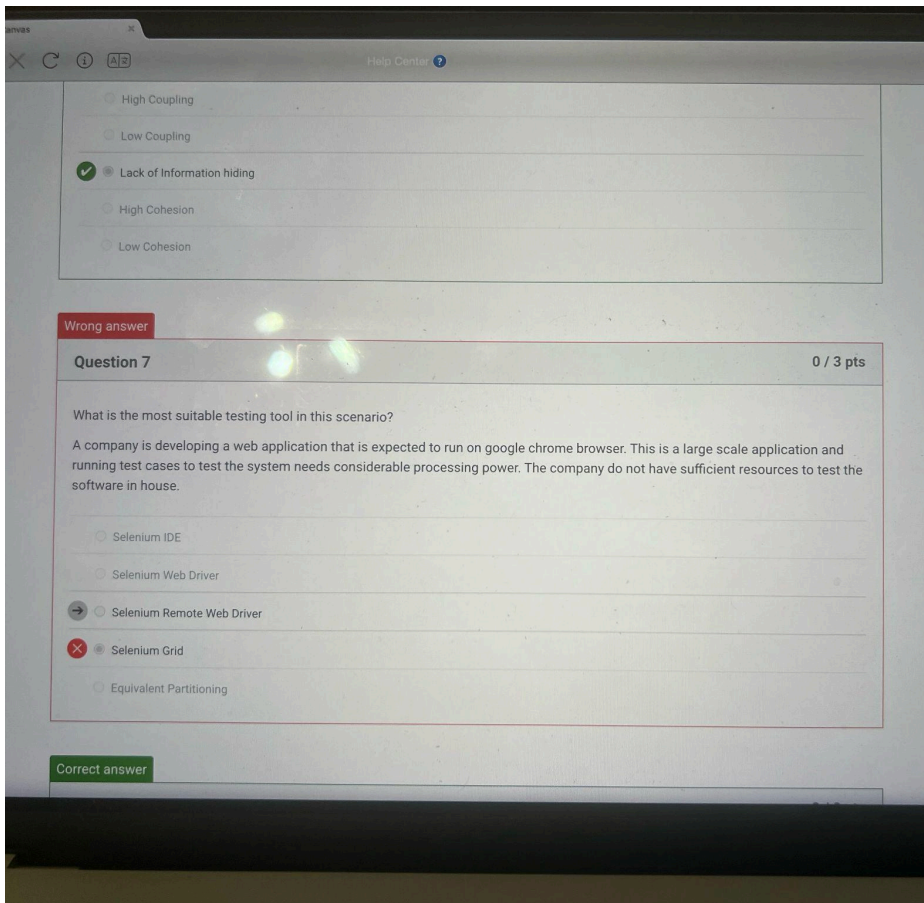 anvas
Help Center ?
High Coupling
Low Coupling
Lack of Information hiding
High Cohesion
Low Cohesion
Wrong answer
Question 7
0 / 3 pts
What is the most suitable testing tool in this scenario?
A company is developing a web application that is expected to run on google chrome browser. This is a large scale application and
running test cases to test the system needs considerable processing power. The company do not have sufficient resources to test the
software in house.
Selenium IDE
Selenium Web Driver
Selenium Remote Web Driver
Selenium Grid
Equivalent Partitioning
Correct answer